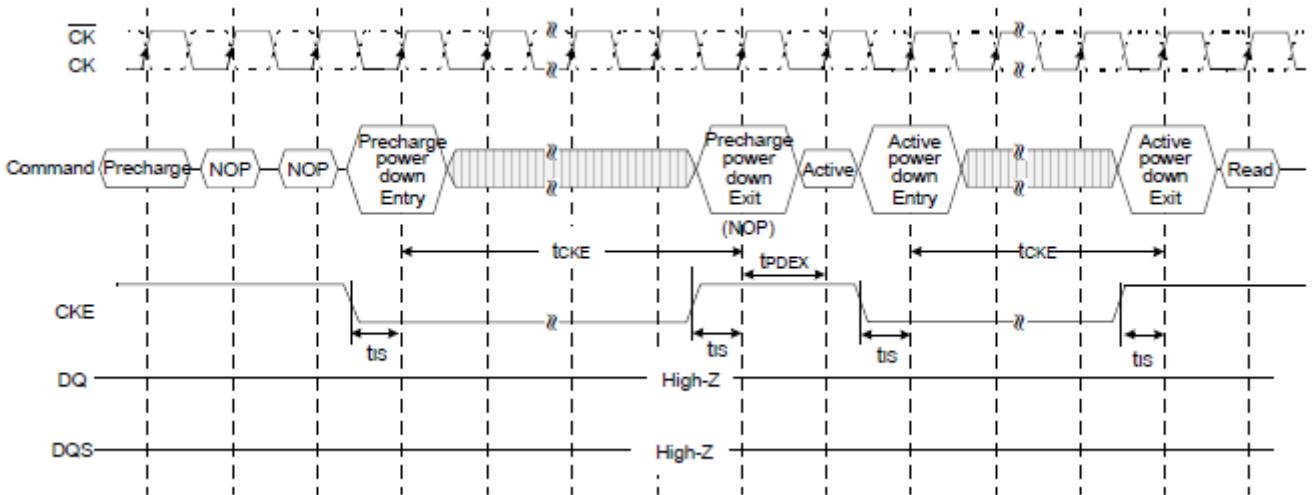 CK
CK
Command Precharge NOP NOP Precharge power down Entry Precharge power down Exit Active Active power down Entry Active power down Exit Read
(NOP)
tCKE tPDEX tCKE
CKE
tIS tIS tIS tIS
DQ High-Z
DQS High-Z